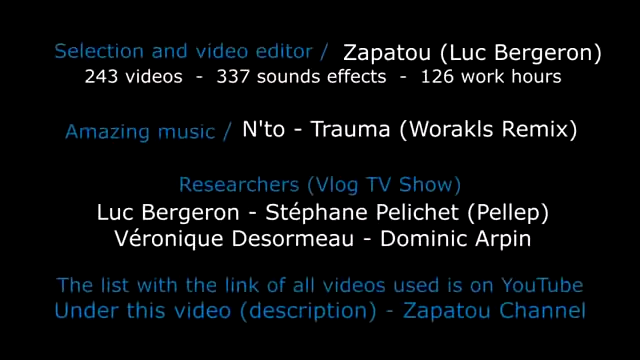 Selection and video editor / Zapatou (Luc Bergeron)
243 videos - 337 sounds effects - 126 work hours
Amazing music / N'to - Trauma (Worakls Remix)
Researchers (Vlog TV Show)
Luc Bergeron - Stéphane Pelichet (Pellep)
Véronique Desormeau - Dominic Arpin
The list with the link of all videos used is on YouTube
Under this video (description) - Zapatou Channel